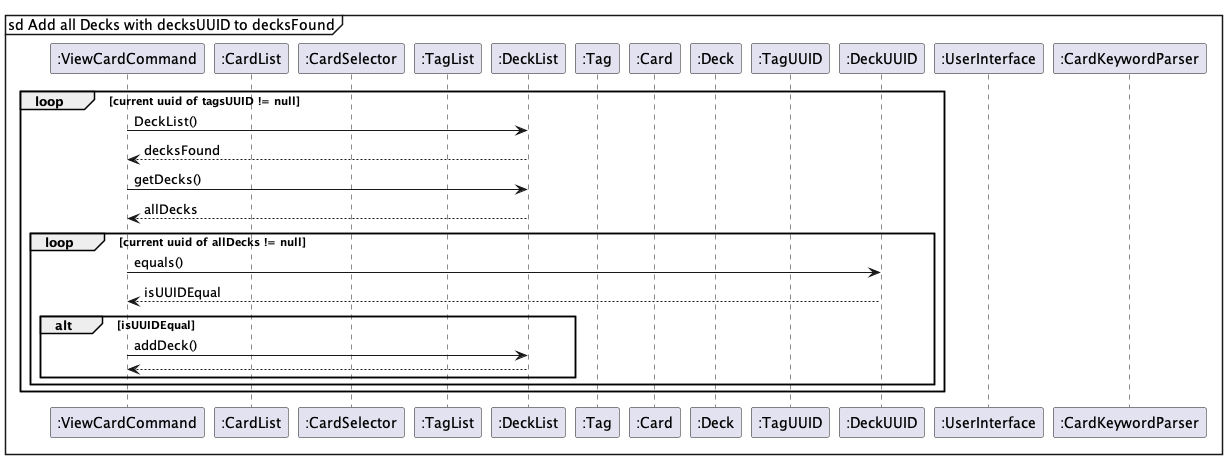 sd Add all Decks with decksUUID to decksFound
:ViewCardCommand :CardList :CardSelector :TagList :DeckList :Tag :Card :Deck :TagUUID :DeckUUID :UserInterface :CardKeywordParser
loop [current uuid of tagsUUID != null]
DeckList()
decksFound
getDecks()
allDecks
loop [current uuid of allDecks != null]
equals()
isUUIDEqual
alt [isUUIDEqual]
addDeck()
:ViewCardCommand :CardList :CardSelector :TagList :DeckList :Tag :Card :Deck :TagUUID :DeckUUID :UserInterface :CardKeywordParser